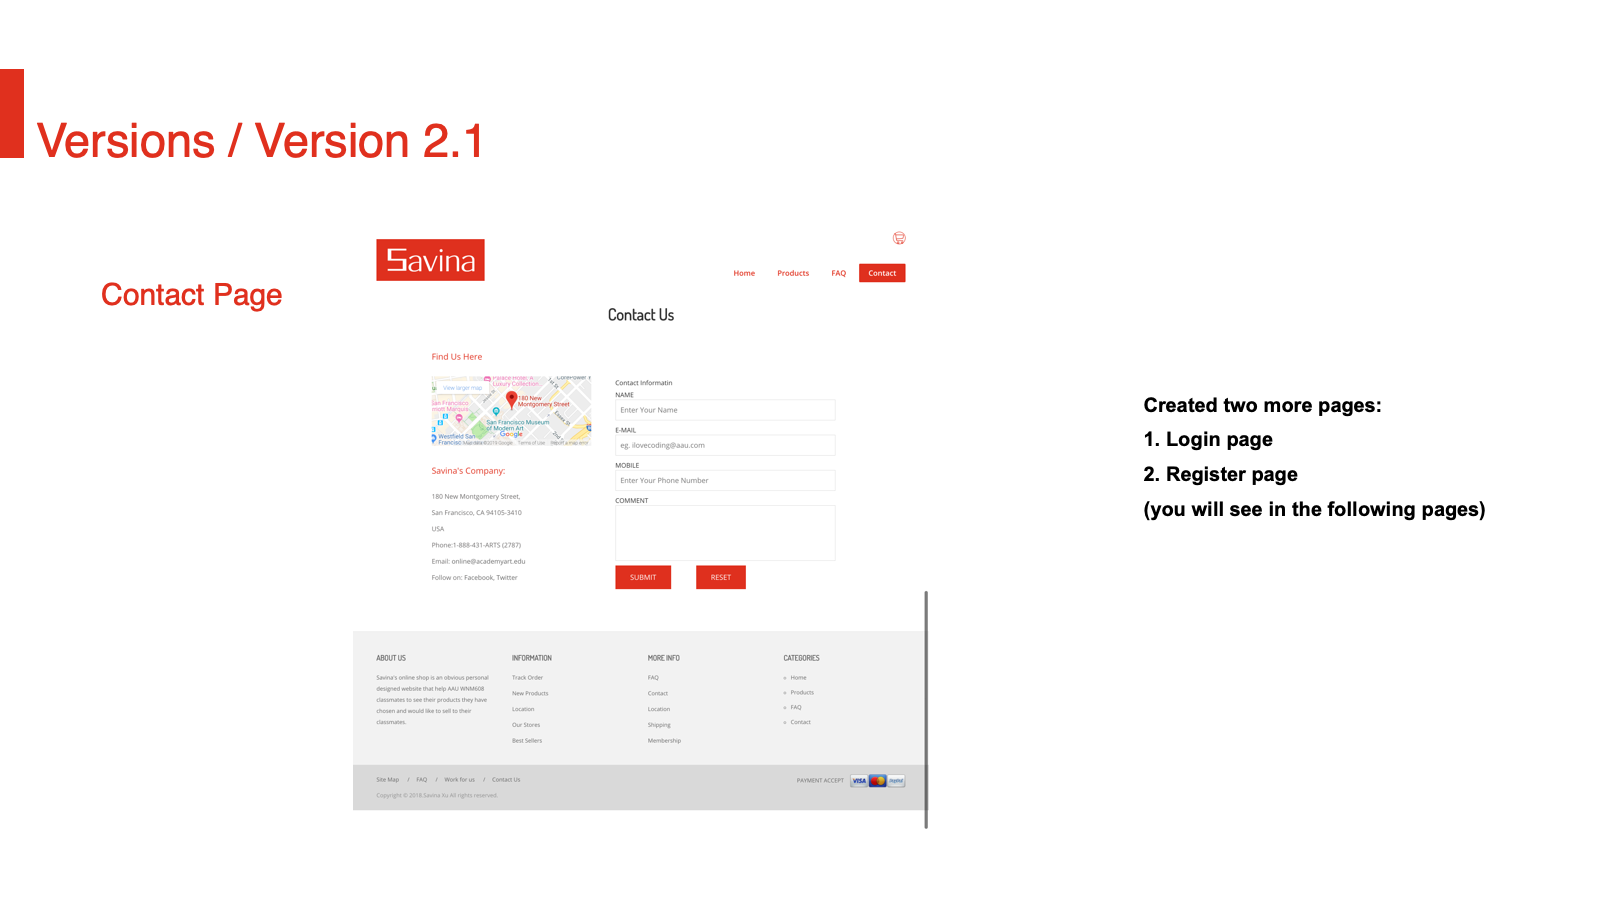 Versions / Version 2.1
Contact Page
Savina
Home
Products
FAQ
Contact
Contact Us
Find Us Here
View larger map
Palace Hotel, A
Luxury Collection
180 New
Montgomery Street
San Francisco Museum
of Modern Art
Google
Westfield San
1st St
2nd
Terms of Use
Report a map error
Savina's Company:
180 New Montgomery Street,
San Francisco, CA 94105-3410
USA
Phone:1-888-431-ARTS (2787)
Email: online@academyart.edu
Follow on: Facebook, Twitter
Contact Informatin
NAME
Enter Your Name
E-MAIL
eg. ilovecoding@aau.com
MOBILE
Enter Your Phone Number
COMMENT
SUBMIT
RESET
Created two more pages:
1. Login page
2. Register page
(you will see in the following pages)
ABOUT US
Savina's online shop is an obvious personal
designed website that help AAU WNM608
classmates to see their products they have
chosen and would like to sell to their
classmates.
INFORMATION
Track Order
New Products
Location
Our Stores
Best Sellers
MORE INFO
FAQ
Contact
Location
Shipping
Membership
CATEGORIES
Home
Products
FAQ
Contact
Site Map / FAQ / Work for us / Contact Us
Copyright © 2018.Savina Xu All rights reserved
PAYMENT ACCEPT
VISA